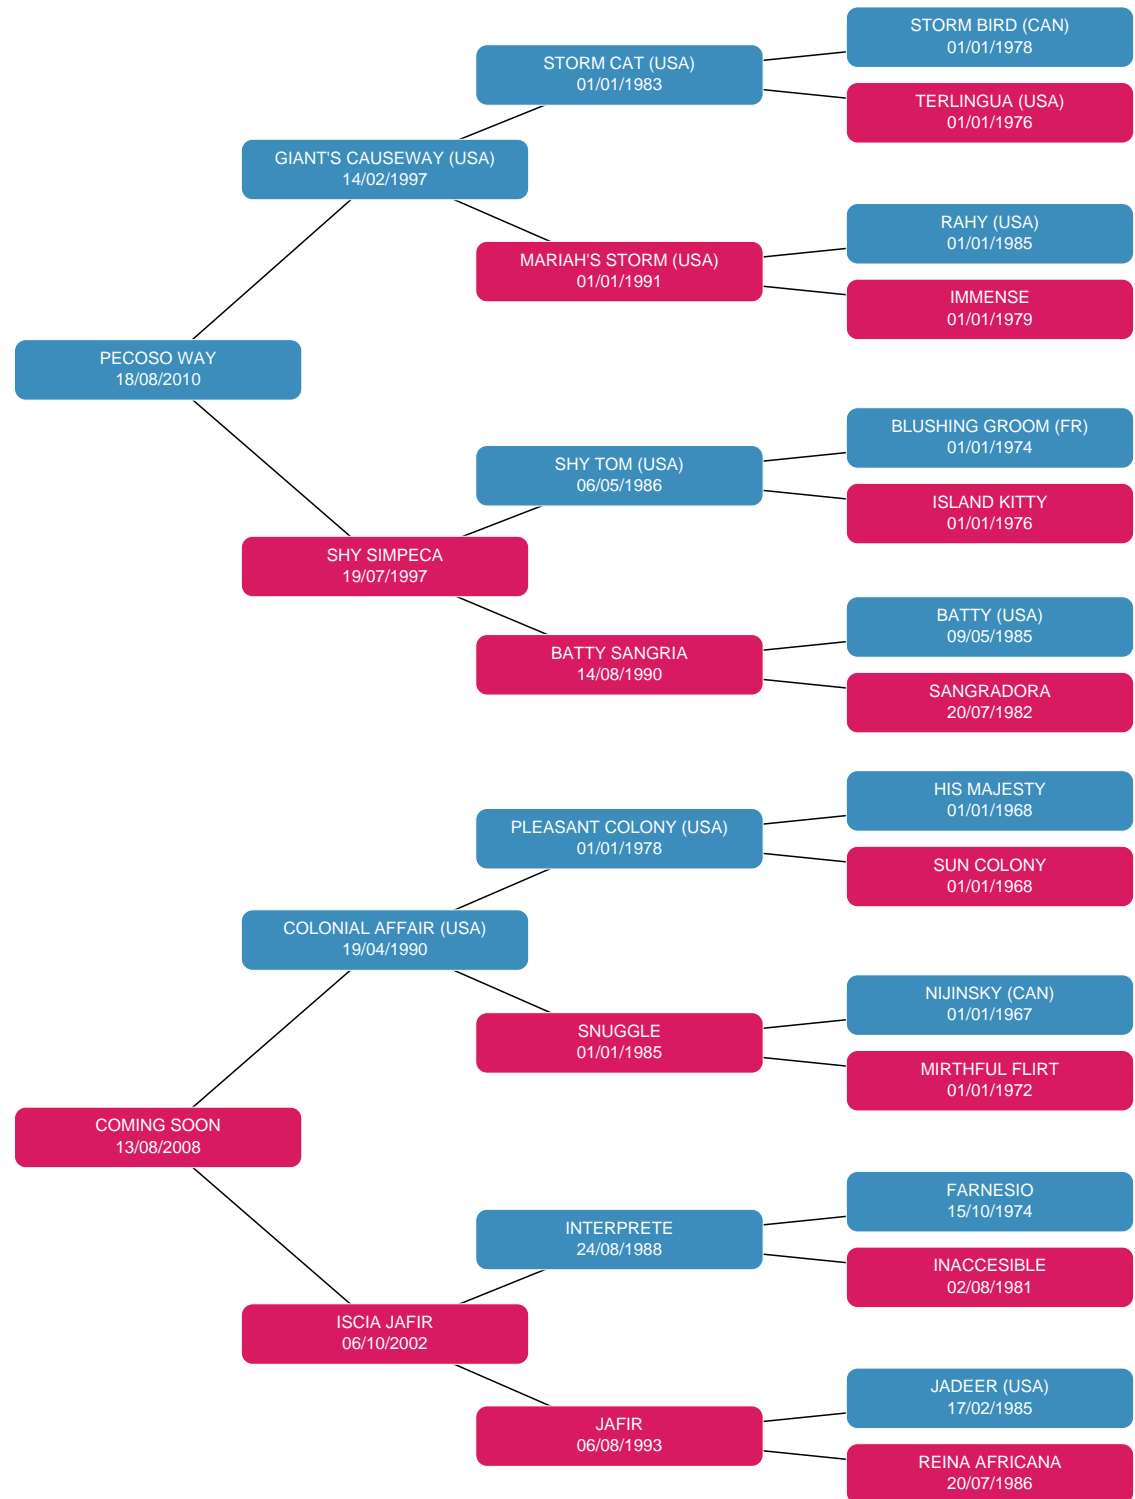 STORM BIRD (CAN)
01/01/1978
STORM CAT (USA)
01/01/1983
TERLINGUA (USA)
01/01/1976
GIANT'S CAUSEWAY (USA)
14/02/1997
RAHY (USA)
01/01/1985
MARIAH'S STORM (USA)
01/01/1991
IMMENSE
01/01/1979
PECOSO WAY
18/08/2010
BLUSHING GROOM (FR)
01/01/1974
SHY TOM (USA)
06/05/1986
ISLAND KITTY
01/01/1976
SHY SIMPECA
19/07/1997
BATTY (USA)
09/05/1985
BATTY SANGRIA
14/08/1990
SANGRADORA
20/07/1982
HIS MAJESTY
01/01/1968
PLEASANT COLONY (USA)
01/01/1978
SUN COLONY
01/01/1968
COLONIAL AFFAIR (USA)
19/04/1990
NIJINSKY (CAN)
01/01/1967
SNUGGLE
01/01/1985
MIRTHFUL FLIRT
01/01/1972
COMING SOON
13/08/2008
FARNESIO
15/10/1974
INTERPRETE
24/08/1988
INACCESIBLE
02/08/1981
ISCIA JAFIR
06/10/2002
JADEER (USA)
17/02/1985
JAFIR
06/08/1993
REINA AFRICANA
20/07/1986